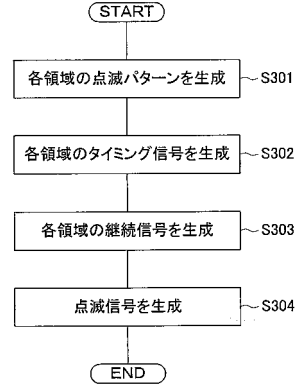 START
各領域の点滅パターンを生成 S301
各領域のタイミング信号を生成 S302
各領域の継続信号を生成 S303
点滅信号を生成 S304
END